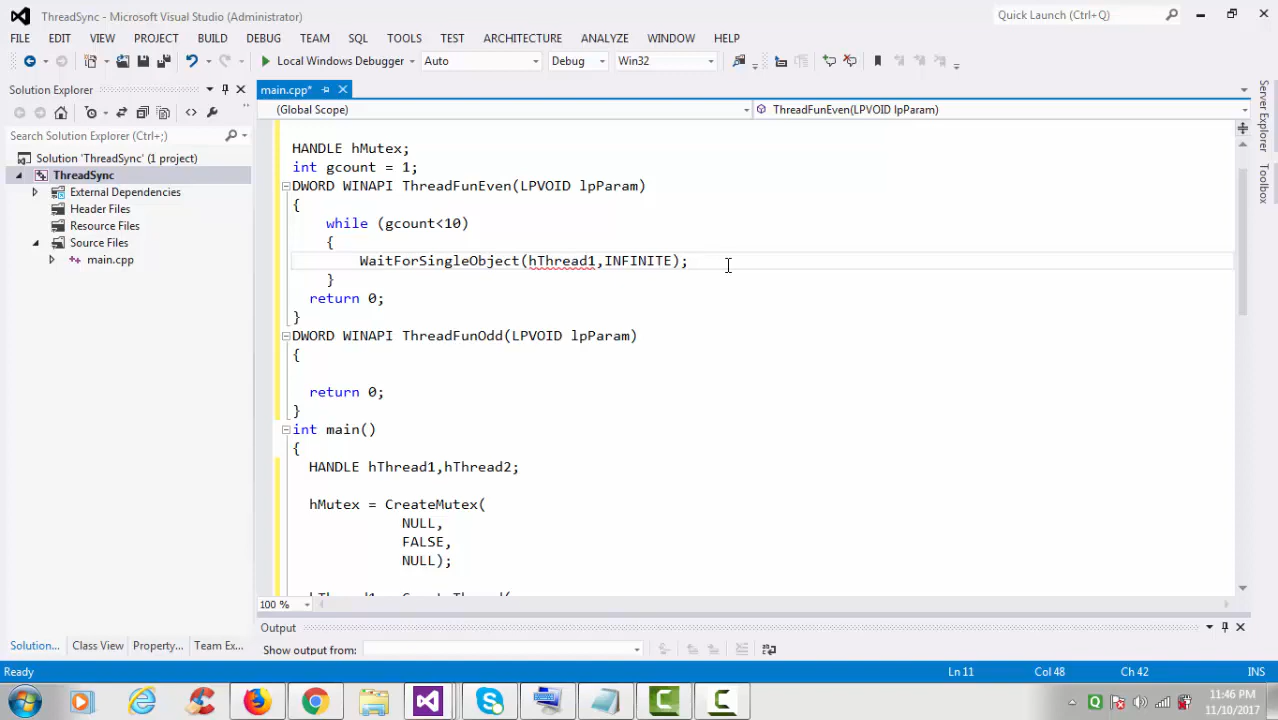 ThreadSync - Microsoft Visual Studio (Administrator)
Quick Launch (Ctrl+Q)
FILE EDIT VIEW PROJECT BUILD DEBUG TEAM SQL TOOLS TEST ARCHITECTURE ANALYZE WINDOW HELP
Local Windows Debugger Auto Debug Win32
Solution Explorer
Search Solution Explorer (Ctrl+;)
Solution 'ThreadSync' (1 project)
ThreadSync
External Dependencies
Header Files
Resource Files
Source Files
main.cpp
main.cpp*
(Global Scope) ThreadFunEven(LPVOID lpParam)
HANDLE hMutex;
int gcount = 1;
DWORD WINAPI ThreadFunEven(LPVOID lpParam)
{
while (gcount<10)
{
WaitForSingleObject(hThread1,INFINITE);
}
return 0;
}
DWORD WINAPI ThreadFunOdd(LPVOID lpParam)
{
return 0;
}
int main()
{
HANDLE hThread1,hThread2;
hMutex = CreateMutex(
NULL,
FALSE,
NULL);
100 %
Server Explorer
Toolbox
Output
Show output from:
Solution... Class View Property... Team Ex...
Ready Ln 11 Col 48 Ch 42 INS
11:46 PM
11/10/2017